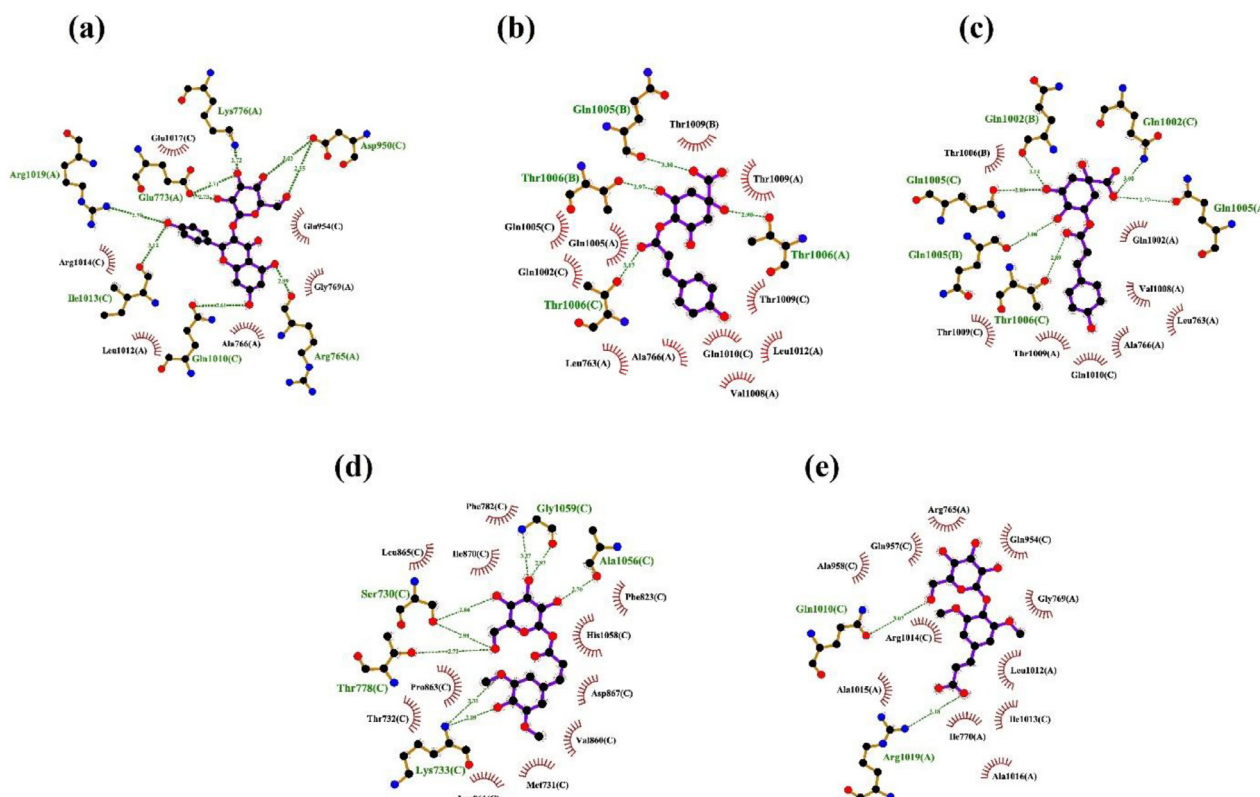 (a)
(b)
(c)
Lys776(A)
Glu1017(C)
Asp950(C)
Arg1019(A)
Glu773(A)
Gln954(C)
Arg1014(C)
Ile1013(C)
Gly769(A)
Leu1012(A)
Gln1010(C)
Ala766(A)
Arg765(A)
Gln1005(B)
Thr1009(B)
Thr1006(B)
Thr1009(A)
Gln1005(C)
Gln1005(A)
Gln1002(C)
Thr1006(A)
Thr1006(C)
Thr1009(C)
Leu763(A)
Ala766(A)
Gln1010(C)
Leu1012(A)
Val1008(A)
Gln1002(B)
Gln1002(C)
Thr1006(B)
Gln1005(C)
Gln1005(A)
Gln1002(A)
Gln1005(B)
Val1008(A)
Thr1006(C)
Leu763(A)
Thr1009(C)
Thr1009(A)
Ala766(A)
Gln1010(C)
(d)
(e)
Phe782(C)
Gly1059(C)
Leu865(C)
Ile870(C)
Ala1056(C)
Ser730(C)
Phe823(C)
His1058(C)
Thr778(C)
Pro863(C)
Asp867(C)
Thr732(C)
Val860(C)
Lys733(C)
Met731(C)
Arg765(A)
Gln957(C)
Gln954(C)
Ala958(C)
Gln1010(C)
Gly769(A)
Arg1014(C)
Leu1012(A)
Ala1015(A)
Ile1013(C)
Ile770(A)
Arg1019(A)
Ala1016(A)